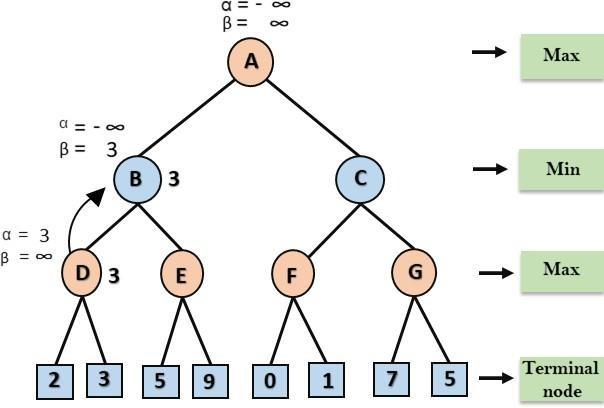 α = - ∞
β = ∞
A
Max
α = - ∞
β = 3
B 3
C
Min
α = 3
β = ∞
D 3
E
F
G
Max
2 3 5 9 0 1 7 5
Terminal
node